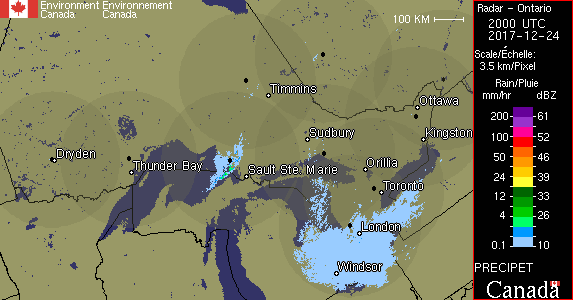 Environment Environnement
Canada Canada
100 KM
Timmins
Ottawa
Sudbury
Kingston
Dryden
Thunder Bay
Sault Ste. Marie
Orillia
Toronto
London
Windsor
Radar - Ontario
2000 UTC
2017-12-24
Scale/Échelle:
3.5 km/Pixel
Rain/Pluie
mm/hr dBZ
200 61
100 52
50 46
24 39
12 33
4 26
0.1 10
PRECIPET
Canada